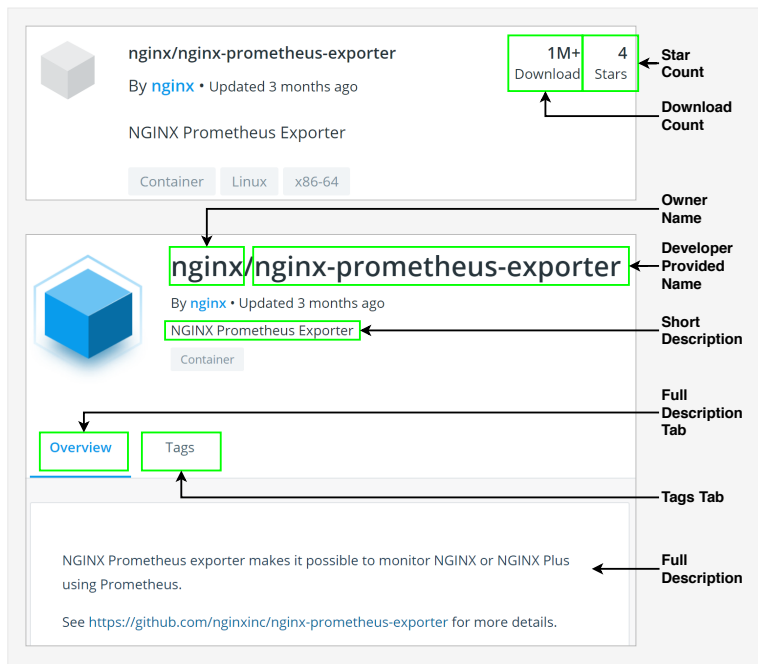 nginx/nginx-prometheus-exporter
1M+
Download
4
Stars
Star
Count
By nginx • Updated 3 months ago
Download
Count
NGINX Prometheus Exporter
Container
Linux
x86-64
Owner
Name
nginx/nginx-prometheus-exporter
Developer
Provided
Name
By nginx • Updated 3 months ago
NGINX Prometheus Exporter
Short
Description
Container
Full
Description
Tab
Overview
Tags
Tags Tab
NGINX Prometheus exporter makes it possible to monitor NGINX or NGINX Plus
using Prometheus.
Full
Description
See https://github.com/nginxinc/nginx-prometheus-exporter for more details.